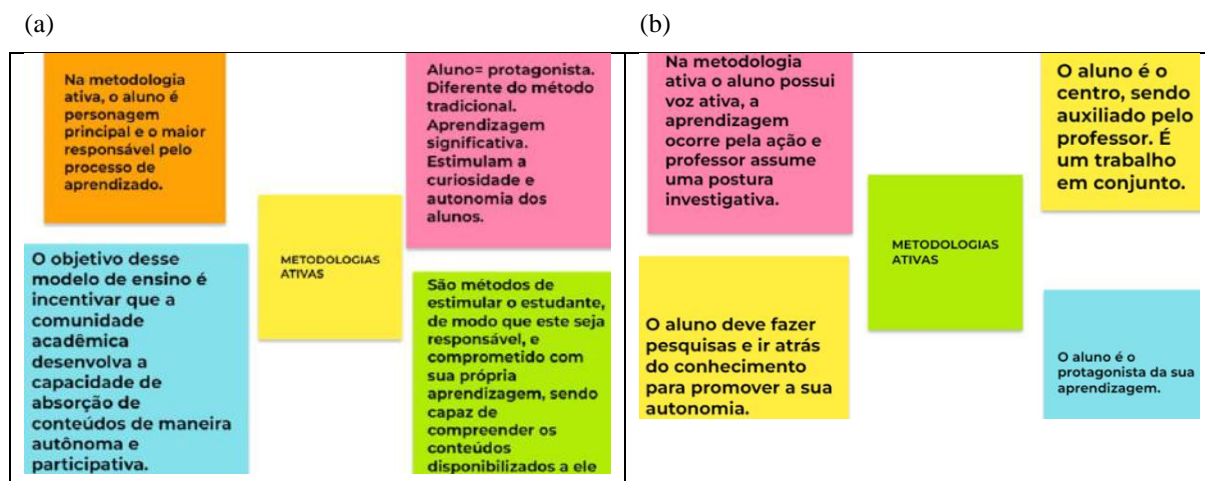 (a)
(b)
Na metodologia
ativa, o aluno é
personagem
principal e o maior
responsável pelo
processo de
aprendizado.
Aluno= protagonista.
Diferente do método
tradicional.
Aprendizagem
significativa.
Estimulam a
curiosidade e
autonomia dos
alunos.
O objetivo desse
modelo de ensino é
incentivar que a
comunidade
acadêmica
desenvolva a
capacidade de
absorção de
conteúdos de maneira
autônoma e
participativa.
METODOLOGIAS
ATIVAS
São métodos de
estimular o estudante,
de modo que este seja
responsável, e
comprometido com
sua própria
aprendizagem, sendo
capaz de
compreender os
conteúdos
disponibilizados a ele
Na metodologia
ativa o aluno possui
voz ativa, a
aprendizagem
ocorre pela ação e
professor assume
uma postura
investigativa.
O aluno é o
centro, sendo
auxiliado pelo
professor. É
um trabalho
em conjunto.
METODOLOGIAS
ATIVAS
O aluno deve fazer
pesquisas e ir atrás
do conhecimento
para promover a sua
autonomia.
O aluno é o
protagonista da sua
aprendizagem.